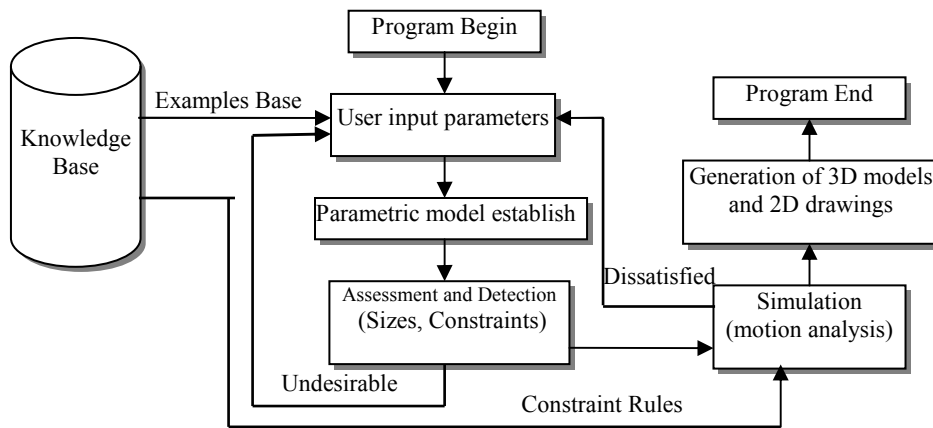 Program Begin
Examples Base
Knowledge
Base
User input parameters
Program End
Parametric model establish
Generation of 3D models
and 2D drawings
Assessment and Detection
(Sizes, Constraints)
Dissatisfied
Simulation
(motion analysis)
Undesirable
Constraint Rules